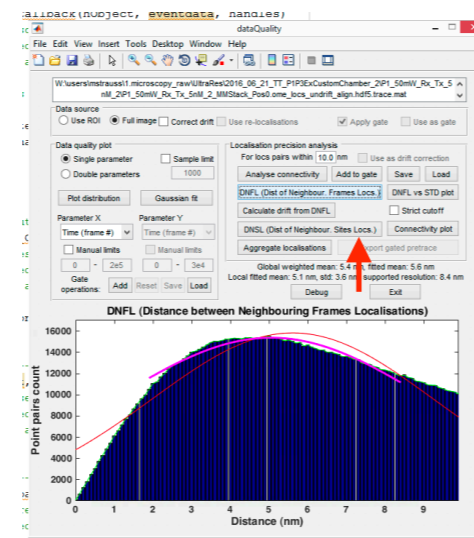 callback(hObject, eventdata, handles)
dataQuality
File Edit View Insert Tools Desktop Window Help
W:\users\mstrauss\1.microscopy_raw\UltraRes\2016_06_21_TT_P1P3ExCustomChamber_2\P1_50mW_Rx_Tx_5
nM_2\P1_50mW_Rx_Tx_5nM_2_MMStack_Pos0.ome_locs_undrift_align.hdf5.trace.mat
Data source
Use ROI Full image Correct drift Use re-localisations Apply gate Use as gate
Data quality plot
Single parameter Sample limit
Double parameters 1000
Plot distribution Gaussian fit
Parameter X Parameter Y
Time (frame #) Time (frame #)
Manual limits Manual limits
0 - 2e5 0 - 3e4
Gate operations: Add Reset Save Load
Localisation precision analysis
For locs pairs within 10.0 nm Use as drift correction
Analyse connectivity Add to gate Save Load
DNFL (Dist of Neighbour. Frames Locs.) DNFL vs STD plot
Calculate drift from DNFL Strict cutoff
DNSL (Dist of Neighbour. Sites Locs.) Connectivity plot
Aggregate localisations Export gated pretrace
Global weighted mean: 5.4 nm, fitted mean: 5.6 nm
Local fitted mean: 5.1 nm, std: 3.6 nm, supported resolution: 8.4 nm
Debug Exit
DNFL (Distance between Neighbouring Frames Localisations)
Point pairs count
16000
14000
12000
10000
8000
6000
4000
2000
0
0 1 2 3 4 5 6 7 8 9
Distance (nm)